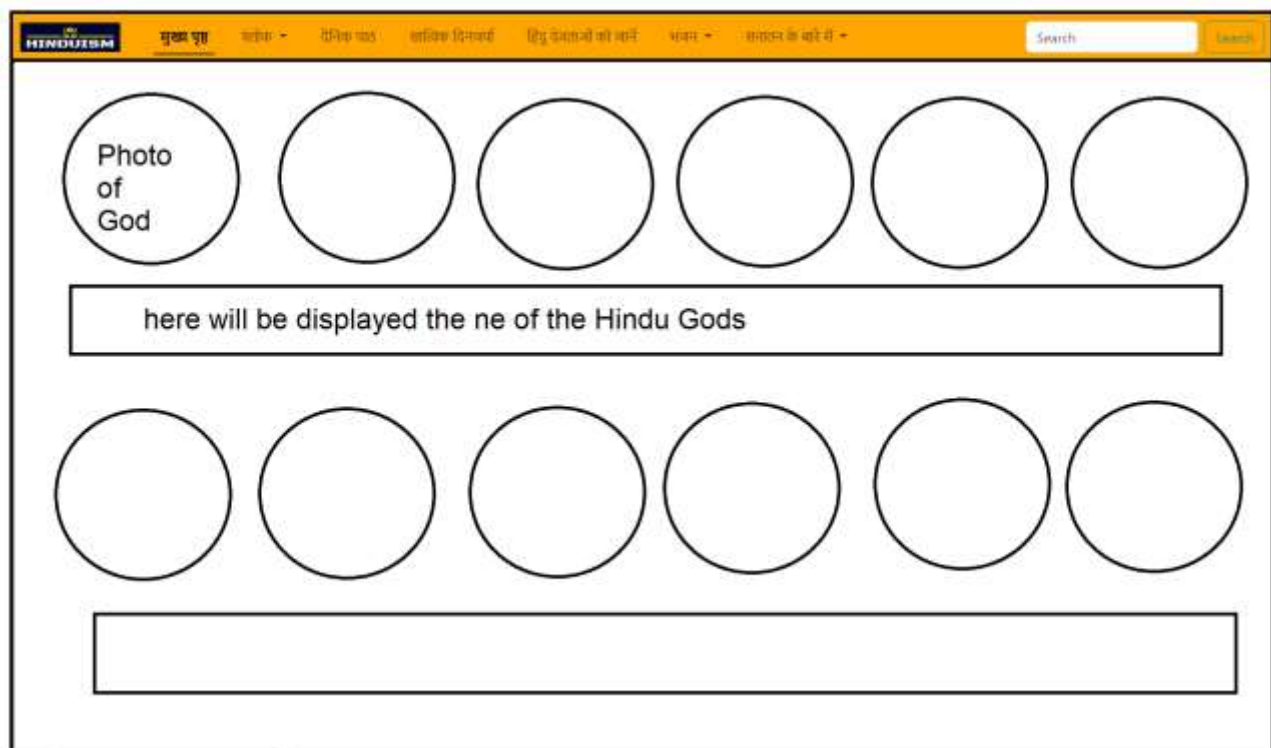 HINDUISM
मुख्य पृष्ठ श्लोक दैनिक पाठ सात्विक दिनचर्या हिंदू देवताओं को जानें भजन सनातन के बारे में Search Search
Photo
of
God
here will be displayed the ne of the Hindu Gods